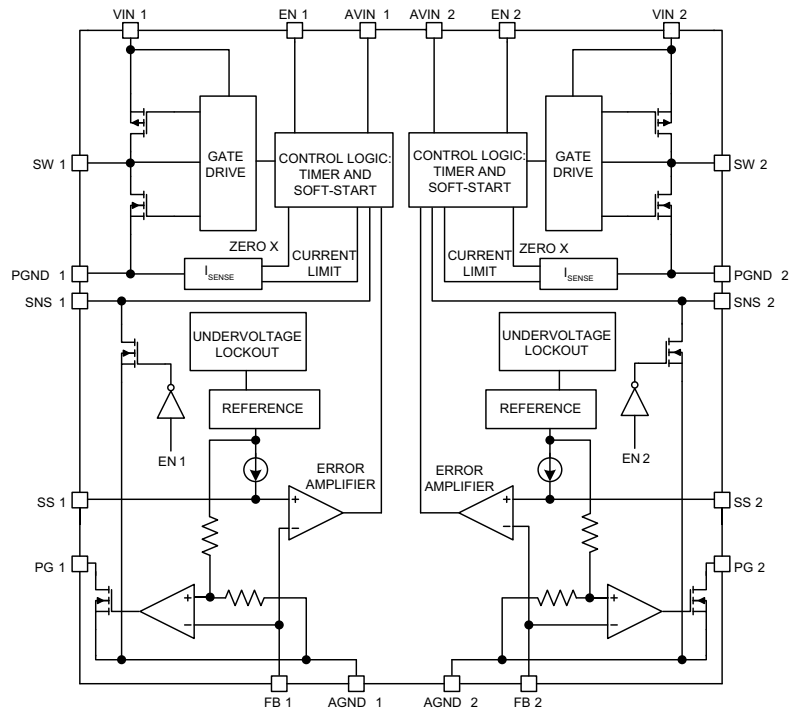 VIN 1
EN 1
AVIN 1
AVIN 2
EN 2
VIN 2
SW 1
GATE
DRIVE
CONTROL LOGIC:
TIMER AND
SOFT-START
CONTROL LOGIC:
TIMER AND
SOFT-START
GATE
DRIVE
SW 2
PGND 1
ISENSE
ZERO X
CURRENT
LIMIT
CURRENT
LIMIT
ZERO X
ISENSE
PGND 2
SNS 1
SNS 2
UNDERVOLTAGE
LOCKOUT
UNDERVOLTAGE
LOCKOUT
REFERENCE
REFERENCE
EN 1
EN 2
ERROR
AMPLIFIER
ERROR
AMPLIFIER
SS 1
+
−
+
−
SS 2
PG 1
+
−
+
−
PG 2
FB 1
AGND 1
AGND 2
FB 2